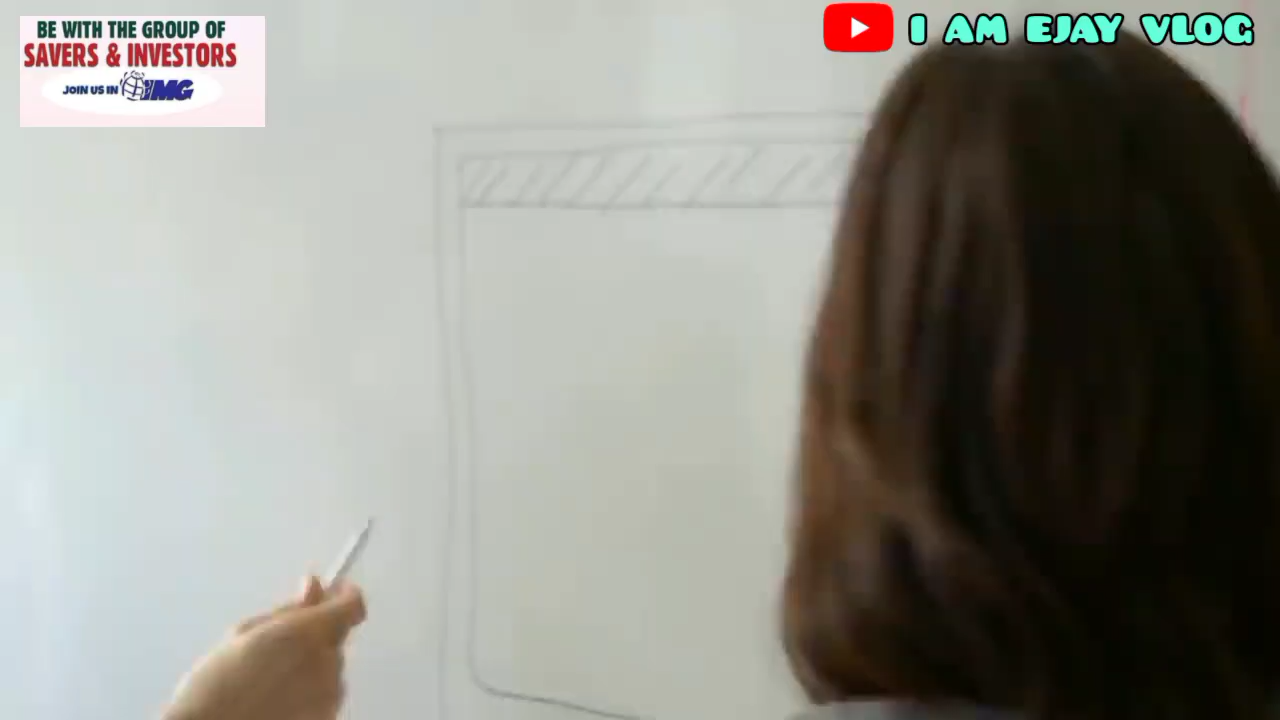 BE WITH THE GROUP OF
SAVERS & INVESTORS
JOIN US IN IMG
I AM EJAY VLOG